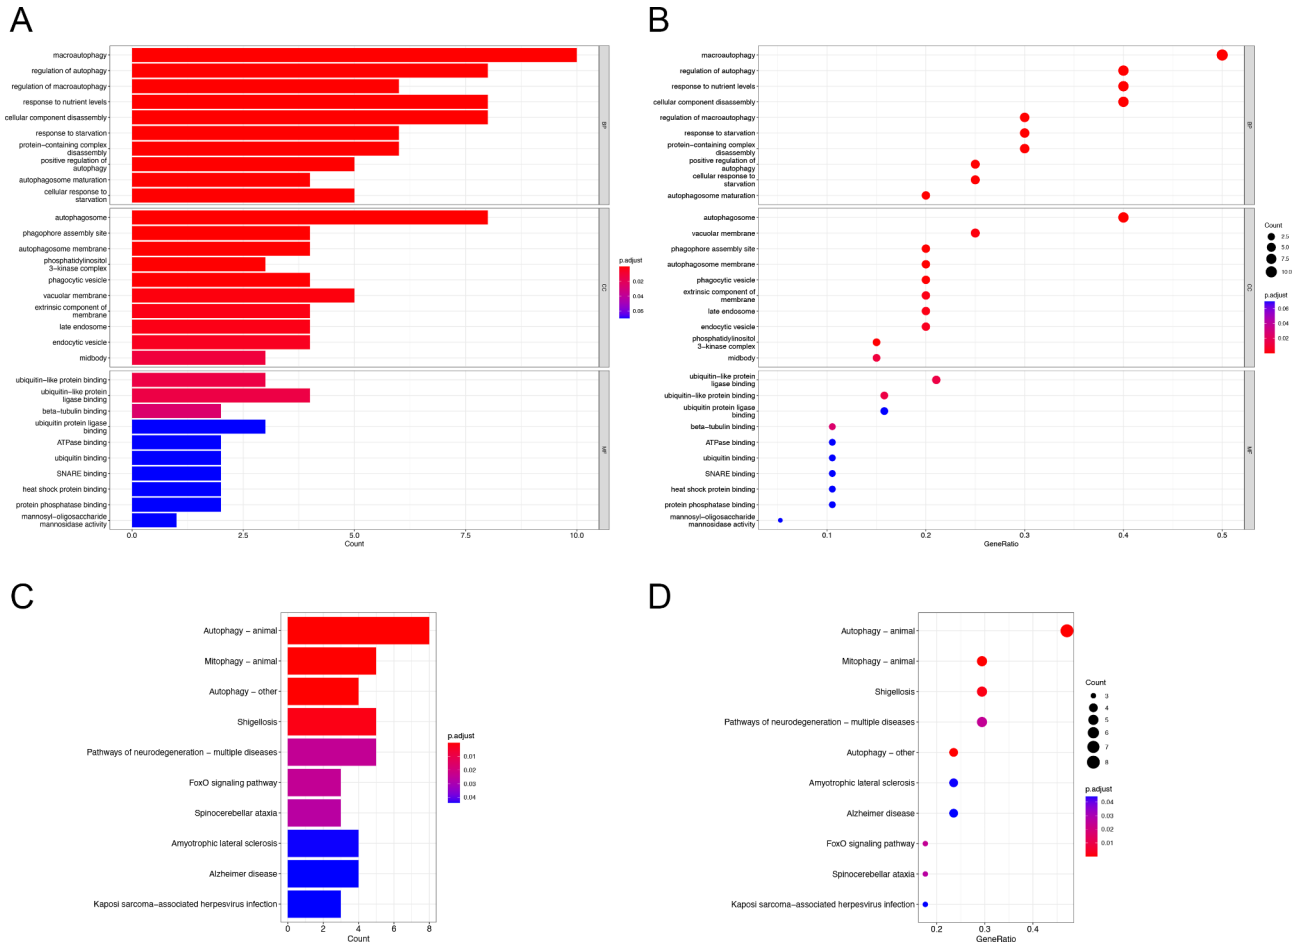 A
macroautophagy
regulation of autophagy
regulation of macroautophagy
response to nutrient levels
cellular component disassembly
response to starvation
protein−containing complex
disassembly
positive regulation of
autophagy
autophagosome maturation
cellular response to
starvation
BP
autophagosome
phagophore assembly site
autophagosome membrane
phosphatidylinositol
3−kinase complex
phagocytic vesicle
vacuolar membrane
extrinsic component of
membrane
late endosome
endocytic vesicle
midbody
CC
ubiquitin−like protein binding
ubiquitin−like protein
ligase binding
beta−tubulin binding
ubiquitin protein ligase
binding
ATPase binding
ubiquitin binding
SNARE binding
heat shock protein binding
protein phosphatase binding
mannosyl−oligosaccharide
mannosidase activity
MF
0.0 2.5 5.0 7.5 10.0
Count
p.adjust
0.02
0.04
0.06
B
macroautophagy
regulation of autophagy
response to nutrient levels
cellular component disassembly
regulation of macroautophagy
response to starvation
protein−containing complex
disassembly
positive regulation of
autophagy
cellular response to
starvation
autophagosome maturation
BP
autophagosome
vacuolar membrane
phagophore assembly site
autophagosome membrane
phagocytic vesicle
extrinsic component of
membrane
late endosome
endocytic vesicle
phosphatidylinositol
3−kinase complex
midbody
CC
ubiquitin−like protein
ligase binding
ubiquitin−like protein binding
ubiquitin protein ligase
binding
beta−tubulin binding
ATPase binding
ubiquitin binding
SNARE binding
heat shock protein binding
protein phosphatase binding
mannosyl−oligosaccharide
mannosidase activity
MF
0.1 0.2 0.3 0.4 0.5
GeneRatio
Count
2.5
5.0
7.5
10.0
p.adjust
0.06
0.04
0.02
C
Autophagy − animal
Mitophagy − animal
Autophagy − other
Shigellosis
Pathways of neurodegeneration − multiple diseases
FoxO signaling pathway
Spinocerebellar ataxia
Amyotrophic lateral sclerosis
Alzheimer disease
Kaposi sarcoma−associated herpesvirus infection
0 2 4 6 8
Count
p.adjust
0.01
0.02
0.03
0.04
D
Autophagy − animal
Mitophagy − animal
Shigellosis
Pathways of neurodegeneration − multiple diseases
Autophagy − other
Amyotrophic lateral sclerosis
Alzheimer disease
FoxO signaling pathway
Spinocerebellar ataxia
Kaposi sarcoma−associated herpesvirus infection
0.2 0.3 0.4
GeneRatio
Count
3
4
5
6
7
8
p.adjust
0.04
0.03
0.02
0.01